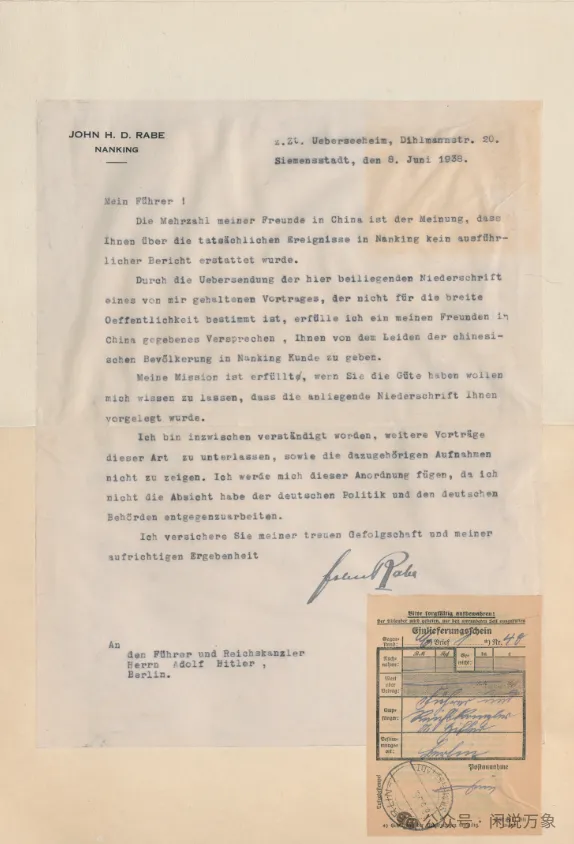 JOHN H. D. RABE
NANKING
z.Zt. Ueberseeheim, Dihlmannstr. 20.
Siemensstadt, den 8. Juni 1938.
Mein Führer !
Die Mehrzahl meiner Freunde in China ist der Meinung, dass
Ihnen über die tatsächlichen Ereignisse in Nanking kein ausführ-
licher Bericht erstattet wurde.
Durch die Uebersendung der hier beiliegenden Niederschrift
eines von mir gehaltenen Vortrages, der nicht für die breite
Oeffentlichkeit bestimmt ist, erfülle ich ein meinen Freunden in
China gegebenes Versprechen , Ihnen von dem Leiden der chinesi-
schen Bevölkerung in Nanking Kunde zu geben.
Meine Mission ist erfüllt, wenn Sie die Güte haben wollen
mich wissen zu lassen, dass die anliegende Niederschrift Ihnen
vorgelegt wurde.
Ich bin inzwischen verständigt worden, weitere Vorträge
dieser Art zu unterlassen, sowie die dazugehörigen Aufnahmen
nicht zu zeigen. Ich werde mich dieser Anordnung fügen, da ich
nicht die Absicht habe der deutschen Politik und den deutschen
Behörden entgegenzuarbeiten.
Ich versichere Sie meiner treuen Gefolgschaft und meiner
aufrichtigen Ergebenheit
John Rabe
An
den Führer und Reichskanzler
Herrn Adolf Hitler ,
Berlin.
Bitte sorgfältig aufbewahren!
Einlieferungsschein
Nr. 48
Führer und
Reichskanzler
A. Hitler
Berlin
Postannahme
公众号 · 闲悦万象